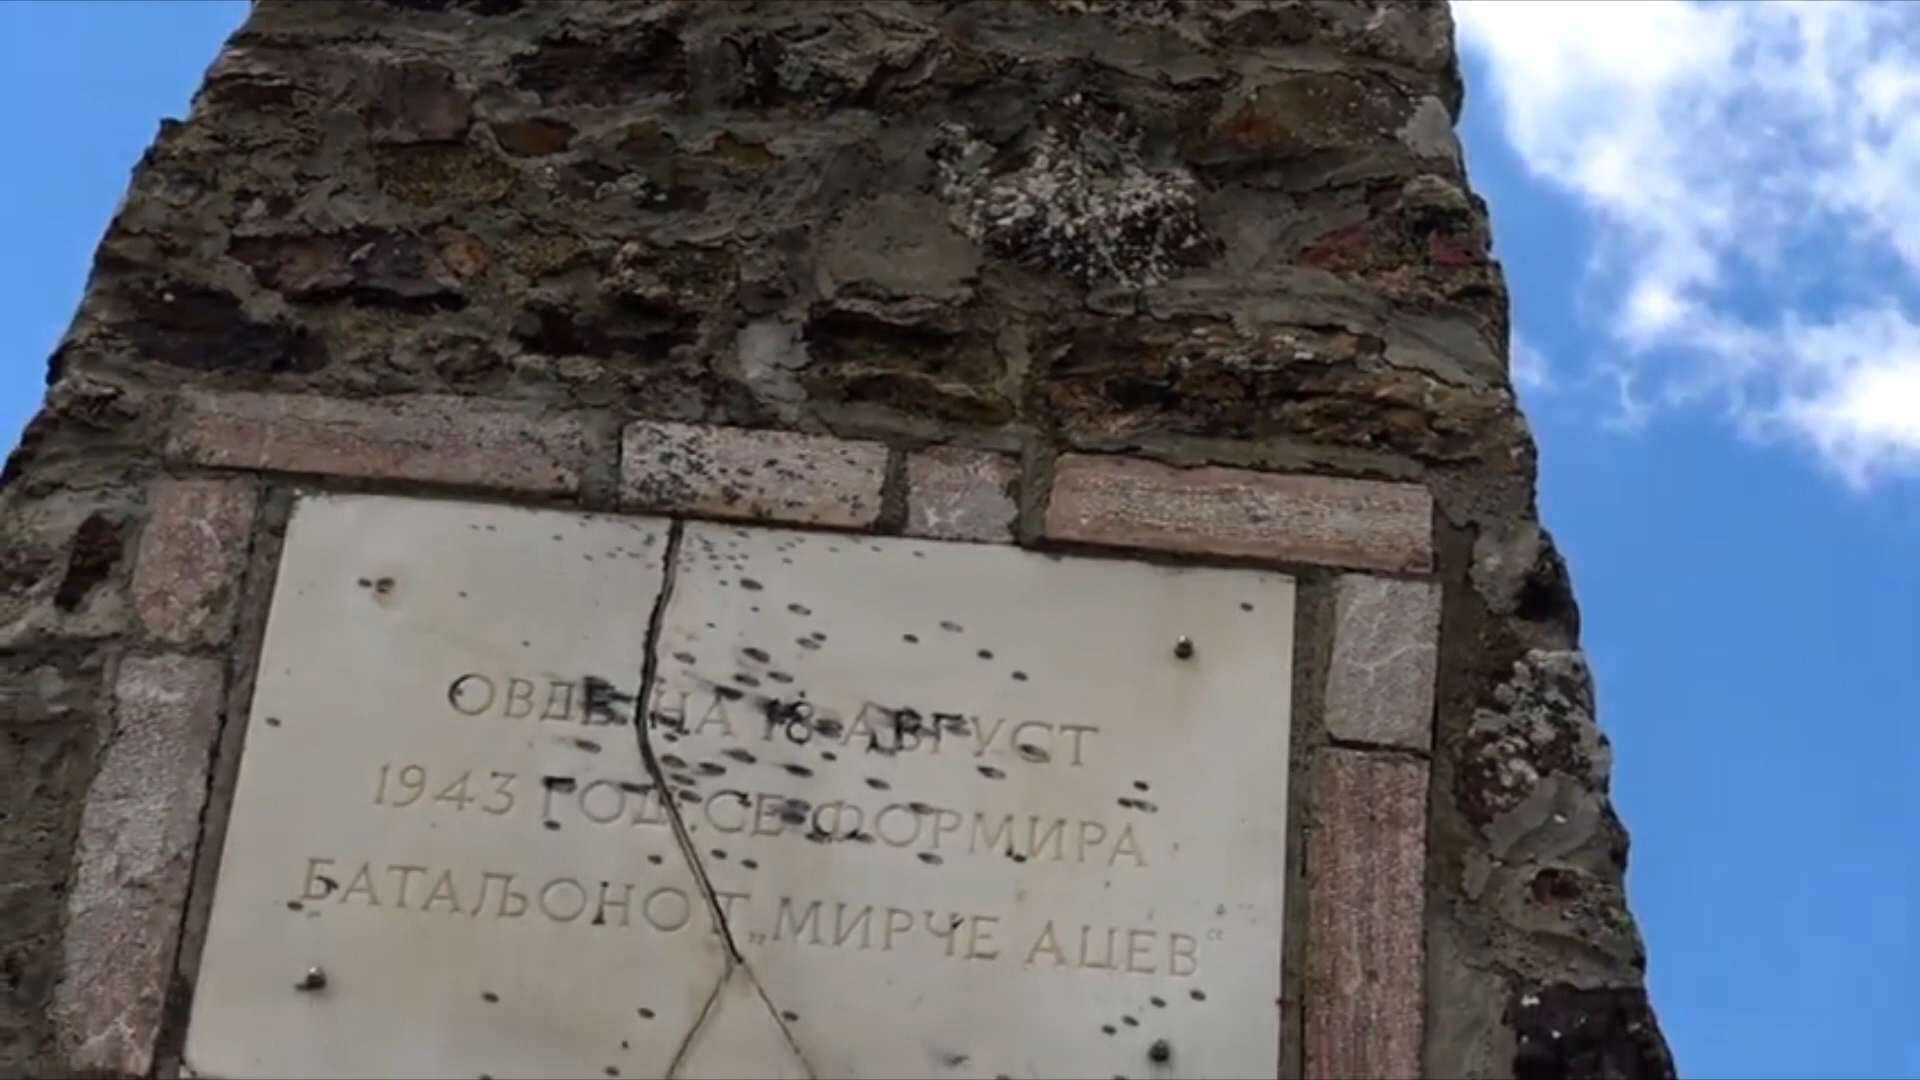 ОВДЕ НА 18 АВГУСТ
1943 ГОД. СЕ ФОРМИРА
БАТАЉОНОТ „МИРЧЕ АЦЕВ“